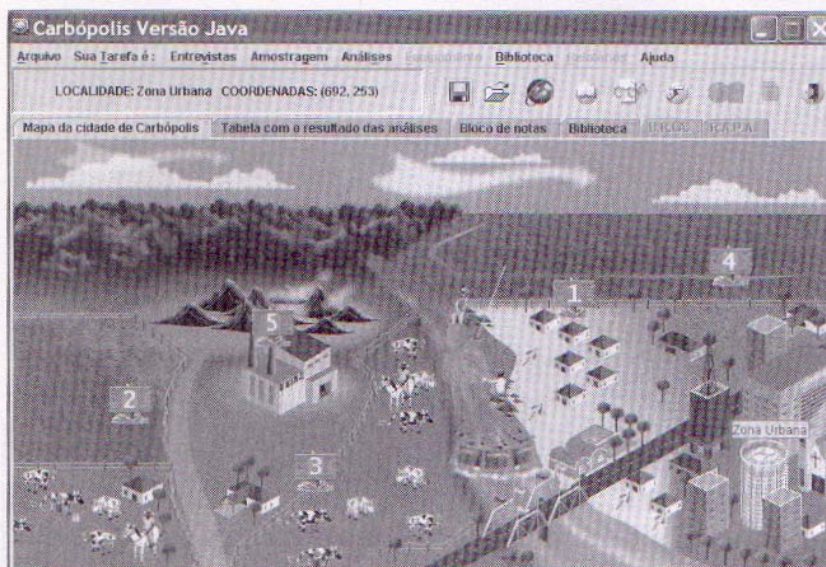 Carbópolis Versão Java
Arquivo Sua Tarefa é : Entrevistas Amostragem Análises Biblioteca Ajuda
LOCALIDADE: Zona Urbana COORDENADAS: (692, 253)
Mapa da cidade de Carbópolis Tabela com o resultado das análises Bloco de notas Biblioteca
4
1
5
2
Zona Urbana
3